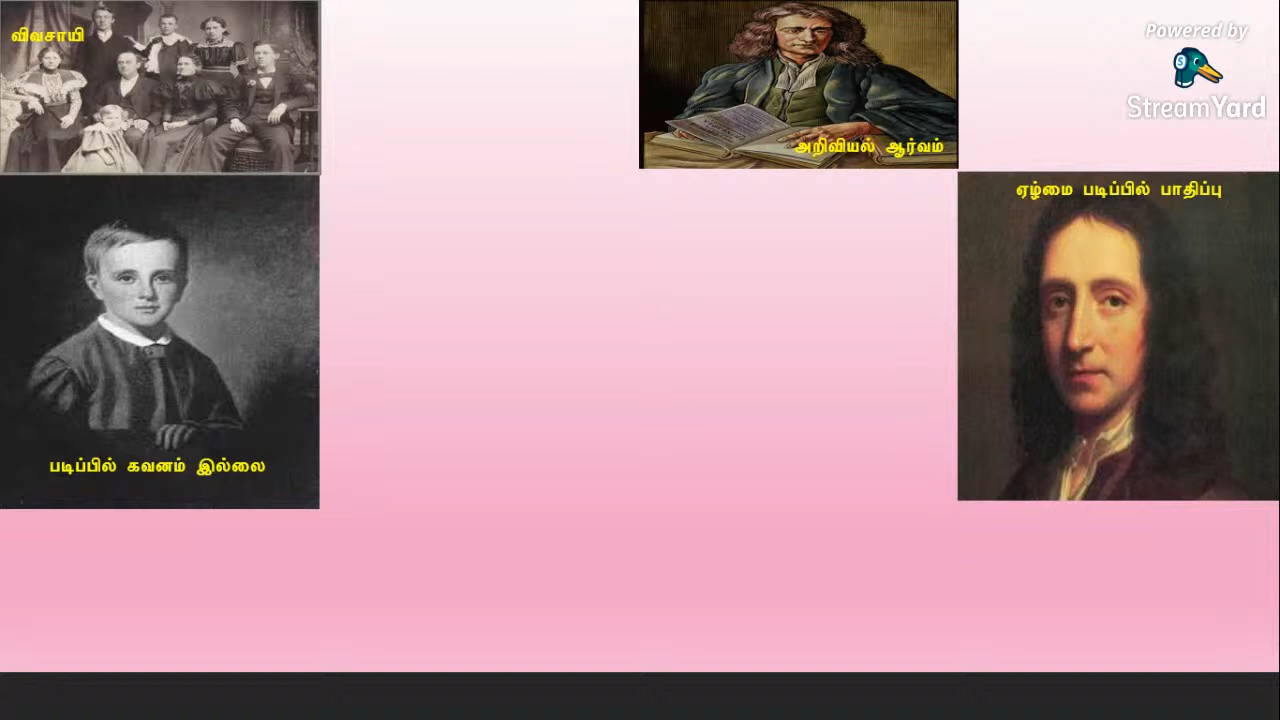 விவசாயி
அறிவியல் ஆர்வம்
Powered by
StreamYard
ஏழ்மை படிப்பில் பாதிப்பு
படிப்பில் கவனம் இல்லை